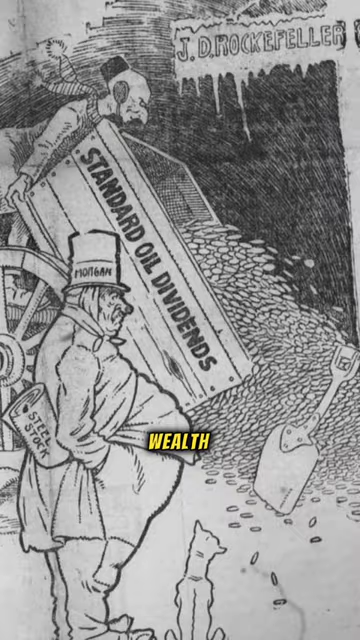 J.D. ROCKEFELLER
STANDARD OIL DIVIDENDS
MORGAN
STEEL
STOCK
WEALTH